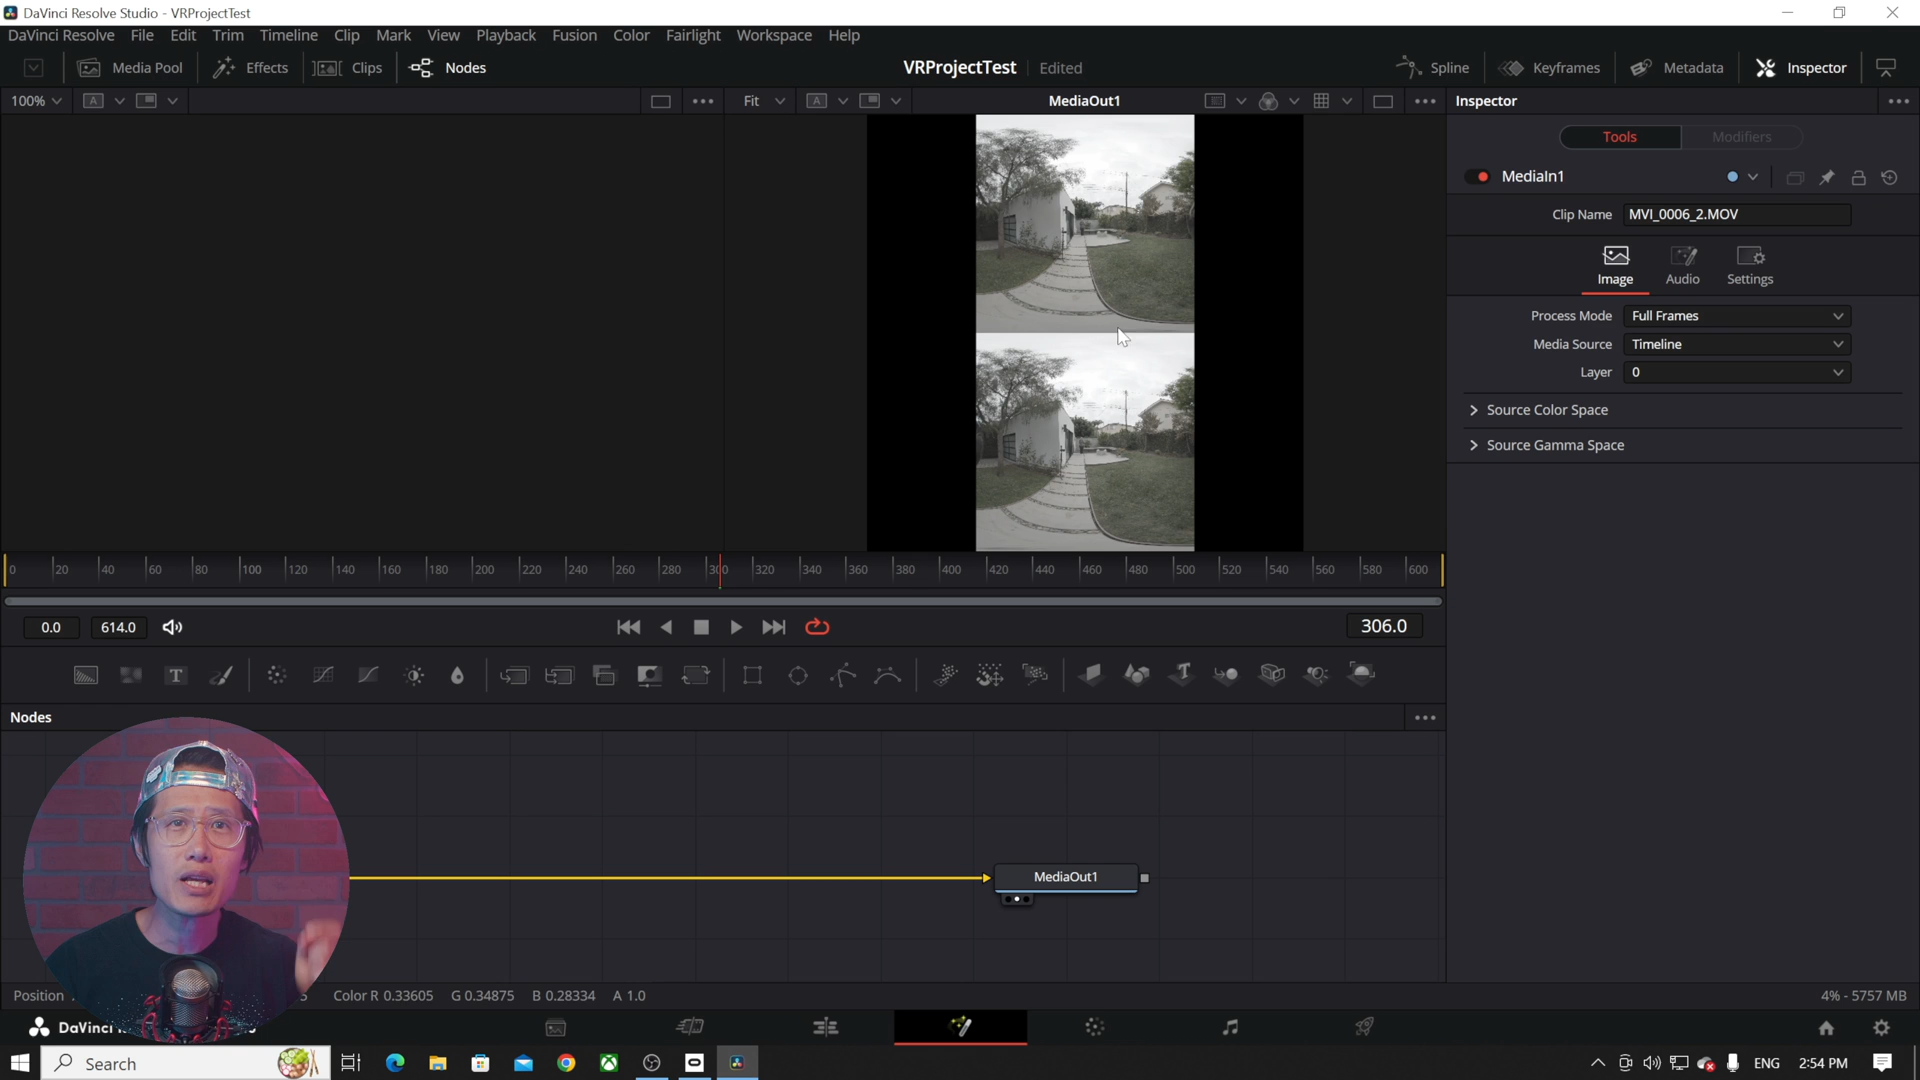 DaVinci Resolve Studio - VRProjectTest
DaVinci Resolve File Edit Trim Timeline Clip Mark View Playback Fusion Color Fairlight Workspace Help
Media Pool Effects Clips Nodes VRProjectTest Edited Spline Keyframes Metadata Inspector
100% A Fit A MediaOut1 Inspector
Tools Modifiers
MediaIn1
Clip Name MVI_0006_2.MOV
Image Audio Settings
Process Mode Full Frames
Media Source Timeline
Layer 0
Source Color Space
Source Gamma Space
0 20 40 60 80 100 120 140 160 180 200 220 240 260 280 300 320 340 360 380 400 420 440 460 480 500 520 540 560 580 600
0.0 614.0 306.0
T T
Nodes
MediaOut1
Position Color R 0.33605 G 0.34875 B 0.28334 A 1.0 4% - 5757 MB
DaVinci
Search ENG 2:54 PM